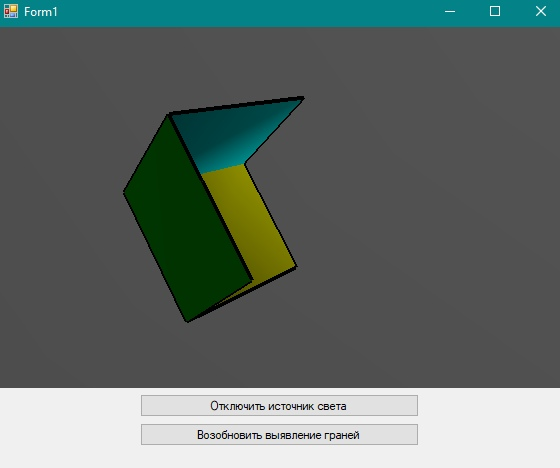 Form1
Отключить источник света
Возобновить выявление граней